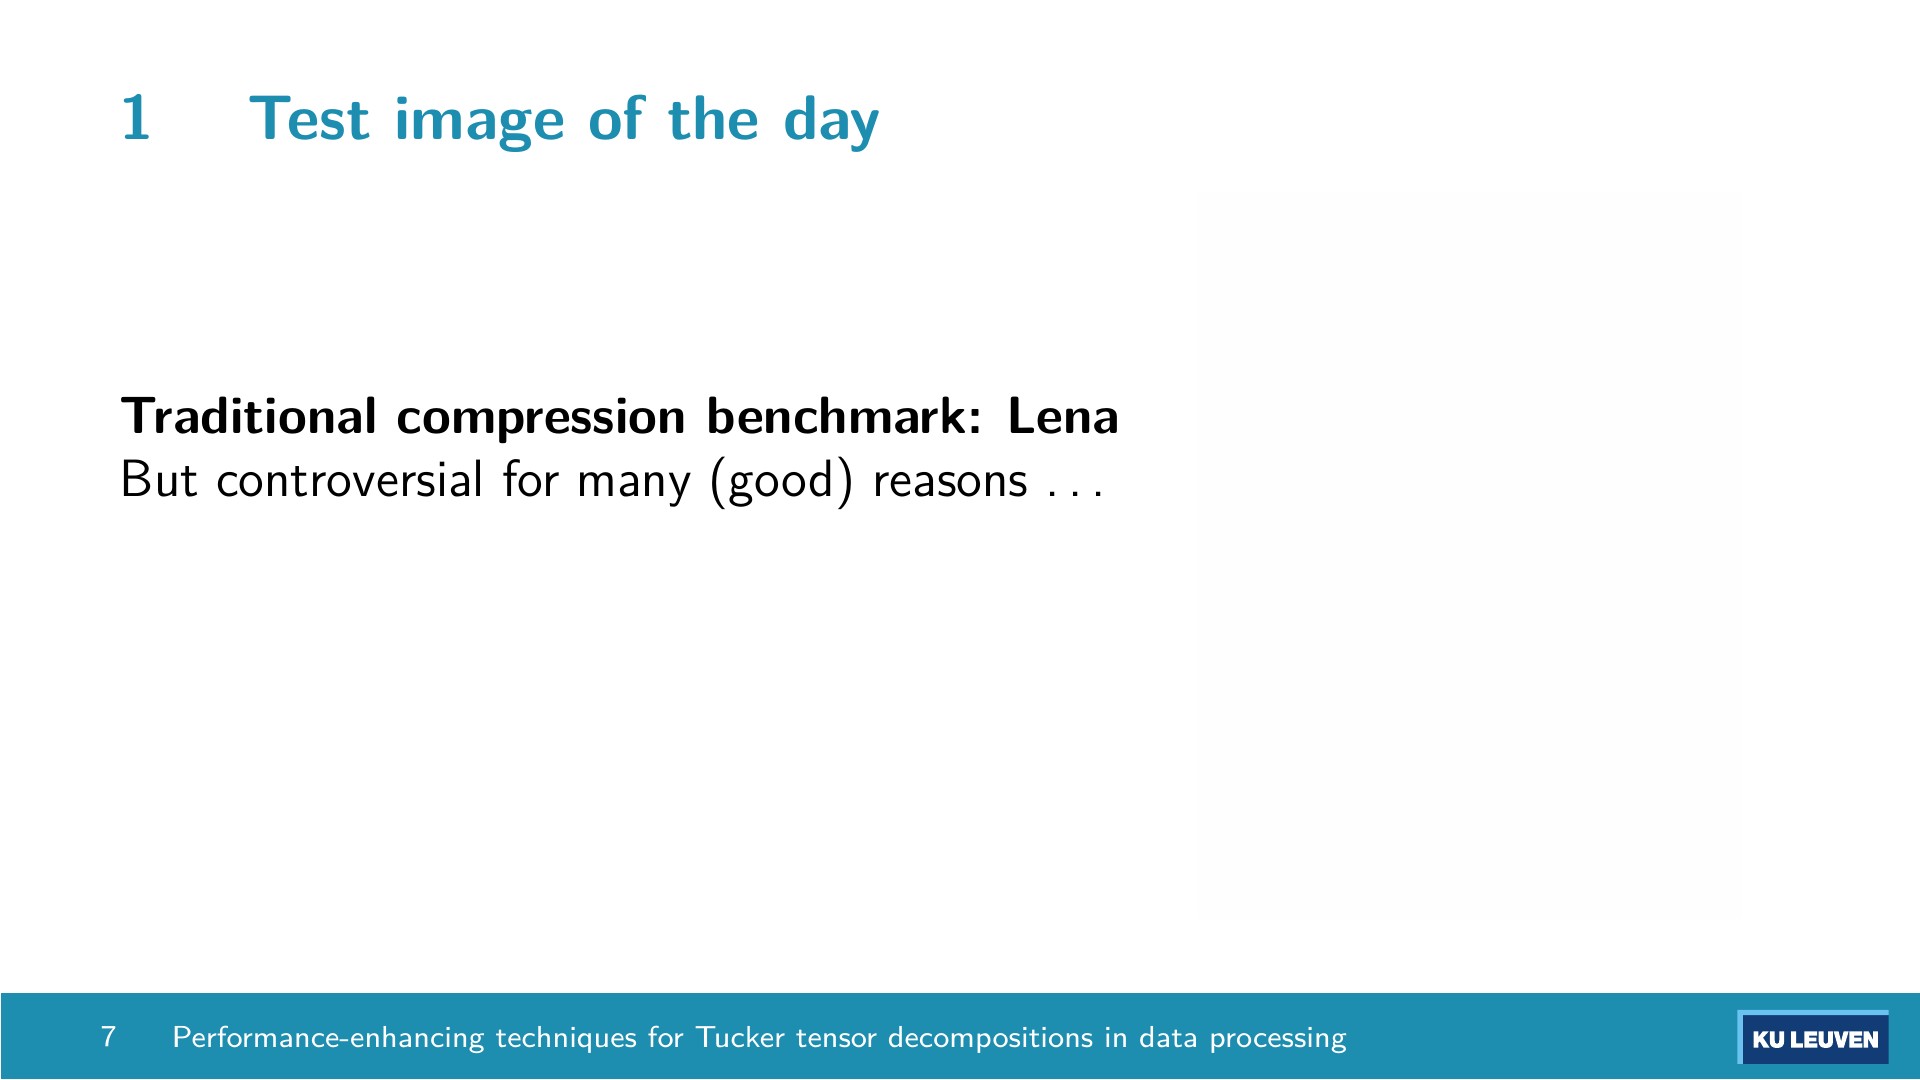 1 Test image of the day
Traditional compression benchmark: Lena
But controversial for many (good) reasons . . .
7 Performance-enhancing techniques for Tucker tensor decompositions in data processing
KU LEUVEN